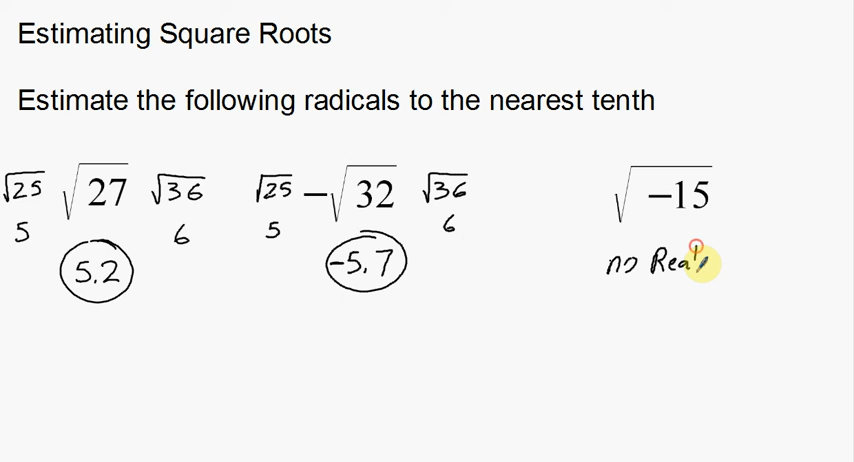 Estimating Square Roots
Estimate the following radicals to the nearest tenth
√25 √27 √36 √25 −√32 √36 √−15
5 6 5 6
5.2 -5.7 no Real